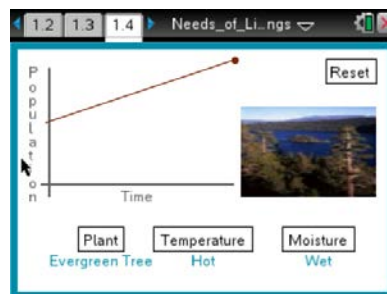 1.2 1.3 1.4 Needs_of_Li...ngs
Reset
Population
Time
Plant Temperature Moisture
Evergreen Tree Hot Wet